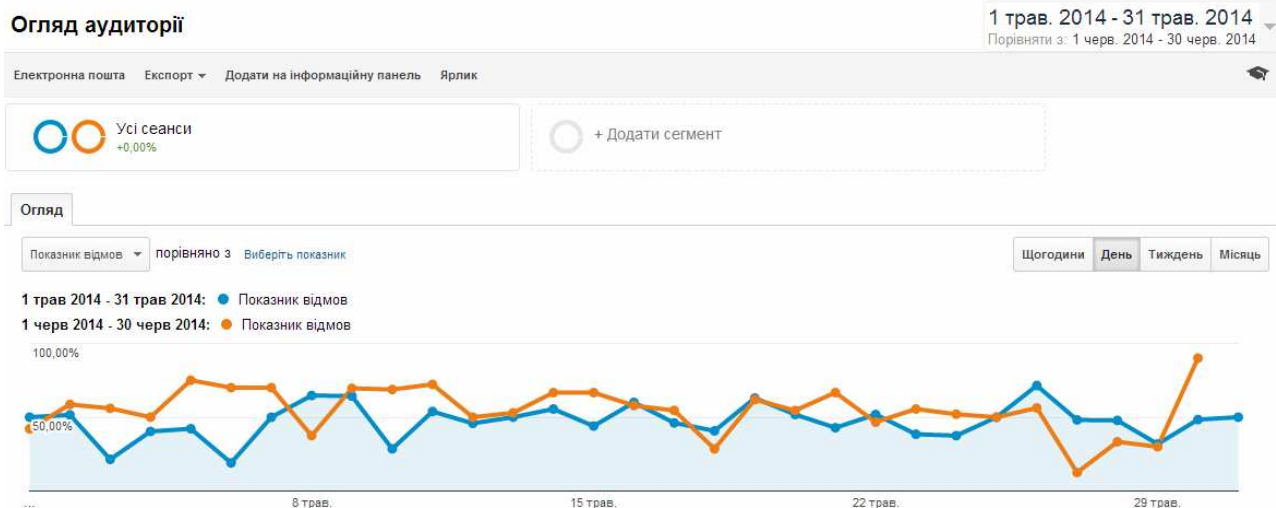 Огляд аудиторії
1 трав. 2014 - 31 трав. 2014
Порівняти з: 1 черв. 2014 - 30 черв. 2014
Електронна пошта Експорт Додати на інформаційну панель Ярлик
Усі сеанси
+0,00%
+ Додати сегмент
Огляд
Показник відмов порівняно з Виберіть показник
Щогодини День Тиждень Місяць
1 трав 2014 - 31 трав 2014: Показник відмов
1 черв 2014 - 30 черв 2014: Показник відмов
100,00%
50,00%
... 8 трав. 15 трав. 22 трав. 29 трав.